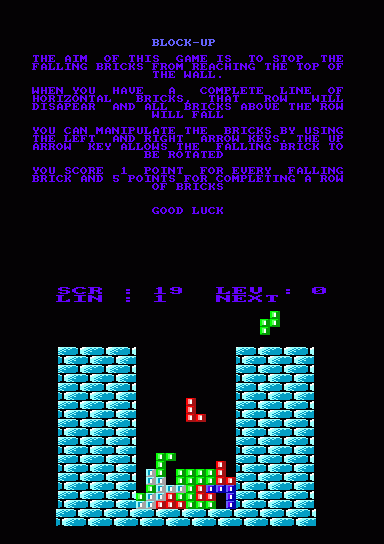 BLOCK-UP
THE AIM OF THIS GAME IS TO STOP THE
FALLING BRICKS FROM REACHING THE TOP OF
THE WALL.
WHEN YOU HAVE A COMPLETE LINE OF
HORIZONTAL BRICKS, THAT ROW WILL
DISAPEAR AND ALL BRICKS ABOVE THE ROW
WILL FALL
YOU CAN MANIPULATE THE BRICKS BY USING
THE LEFT AND RIGHT ARROW KEYS. THE UP
ARROW KEY ALLOWS THE FALLING BRICK TO
BE ROTATED
YOU SCORE 1 POINT FOR EVERY FALLING
BRICK AND 5 POINTS FOR COMPLETING A ROW
OF BRICKS
GOOD LUCK
SCR : 19 LEV : 0
LIN : 1 NEXT